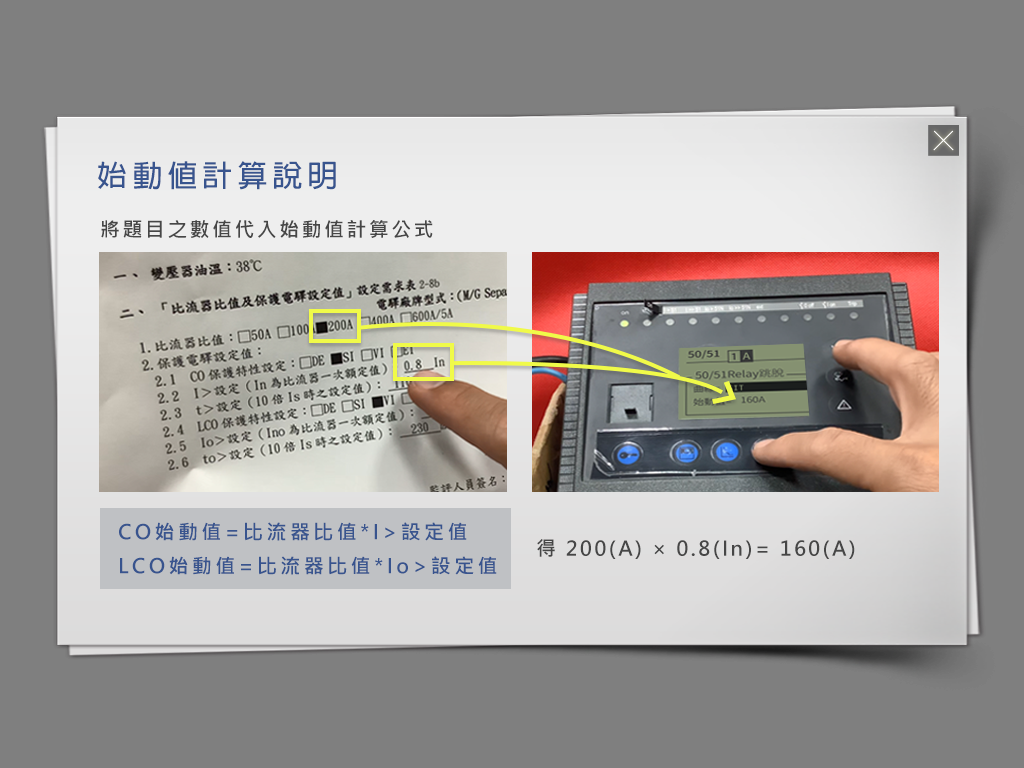 始動值計算說明
將題目之數值代入始動值計算公式
一、變壓器油溫：38℃
二、「比流器比值及保護電驛設定值」設定需求表 2-8b
電驛廠牌型式：(M/G Sepa
1. 比流器比值：□50A □100 ■200A □400A □600A/5A
2. 保護電驛設定值：
2.1 CO 保護特性設定：□DE ■SI □VI □EI
2.2 I>設定 (In 為比流器一次額定值) 0.8 In
2.3 t>設定 (10 倍 Is 時之設定值)
2.4 LCO 保護特性設定：□DE □SI ■VI
2.5 Io>設定 (Ino 為比流器一次額定值)：
2.6 to>設定 (10 倍 Is 時之設定值)： 230
監評人員簽名：
ON
50/51 1 A
50/51Relay跳脫
IT
始動 160A
CO始動值=比流器比值*I>設定值
LCO始動值=比流器比值*Io>設定值
得 200(A) × 0.8(In)= 160(A)